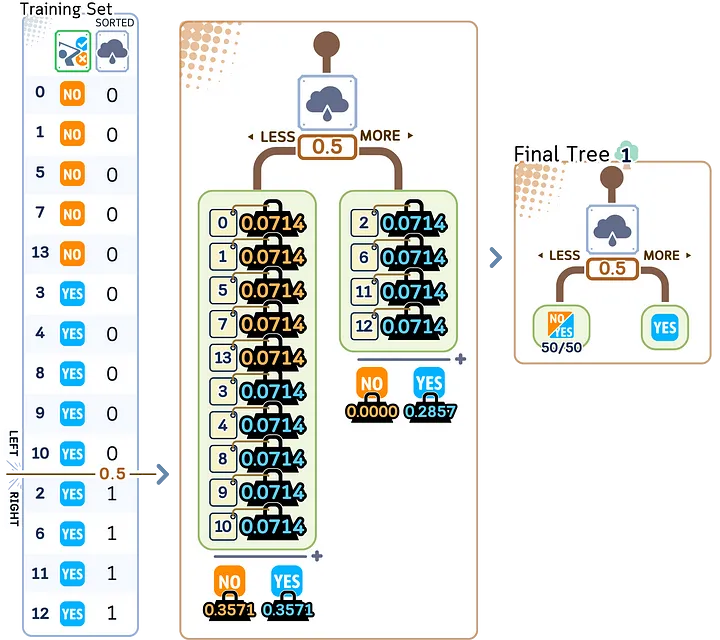 Training Set
SORTED
0 NO 0
1 NO 0
5 NO 0
7 NO 0
13 NO 0
3 YES 0
4 YES 0
8 YES 0
9 YES 0
10 YES 0
LEFT
0.5
RIGHT
2 YES 1
6 YES 1
11 YES 1
12 YES 1
LESS MORE
0.5
0 0.0714
1 0.0714
5 0.0714
7 0.0714
13 0.0714
3 0.0714
4 0.0714
8 0.0714
9 0.0714
10 0.0714
+
NO YES
0.3571 0.3571
2 0.0714
6 0.0714
11 0.0714
12 0.0714
+
NO YES
0.0000 0.2857
Final Tree 1
LESS MORE
0.5
NO
YES
50/50
YES